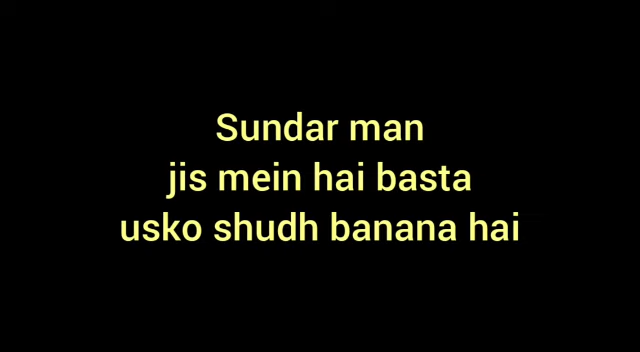 Sundar man
jis mein hai basta
usko shudh banana hai